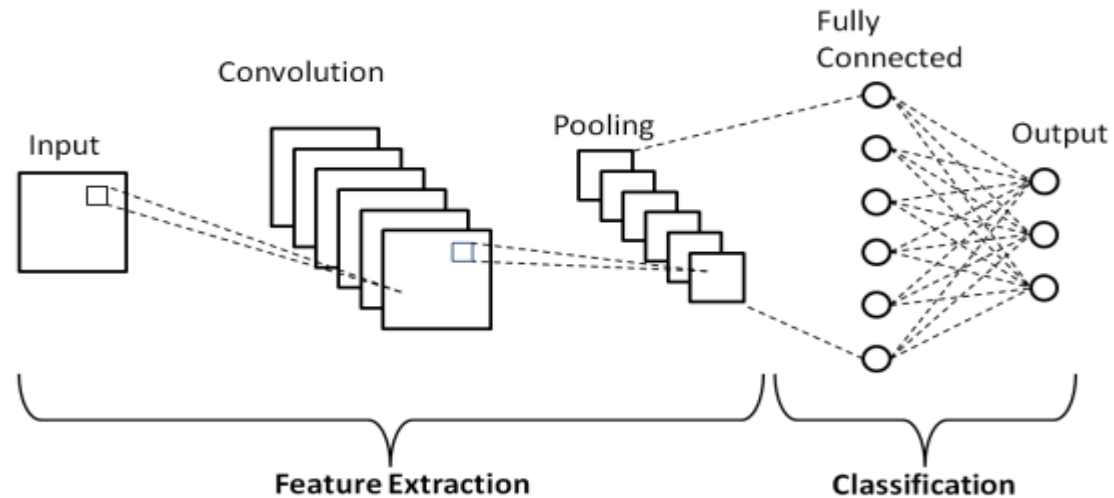 Input
Convolution
Pooling
Fully
Connected
Output
Feature Extraction
Classification